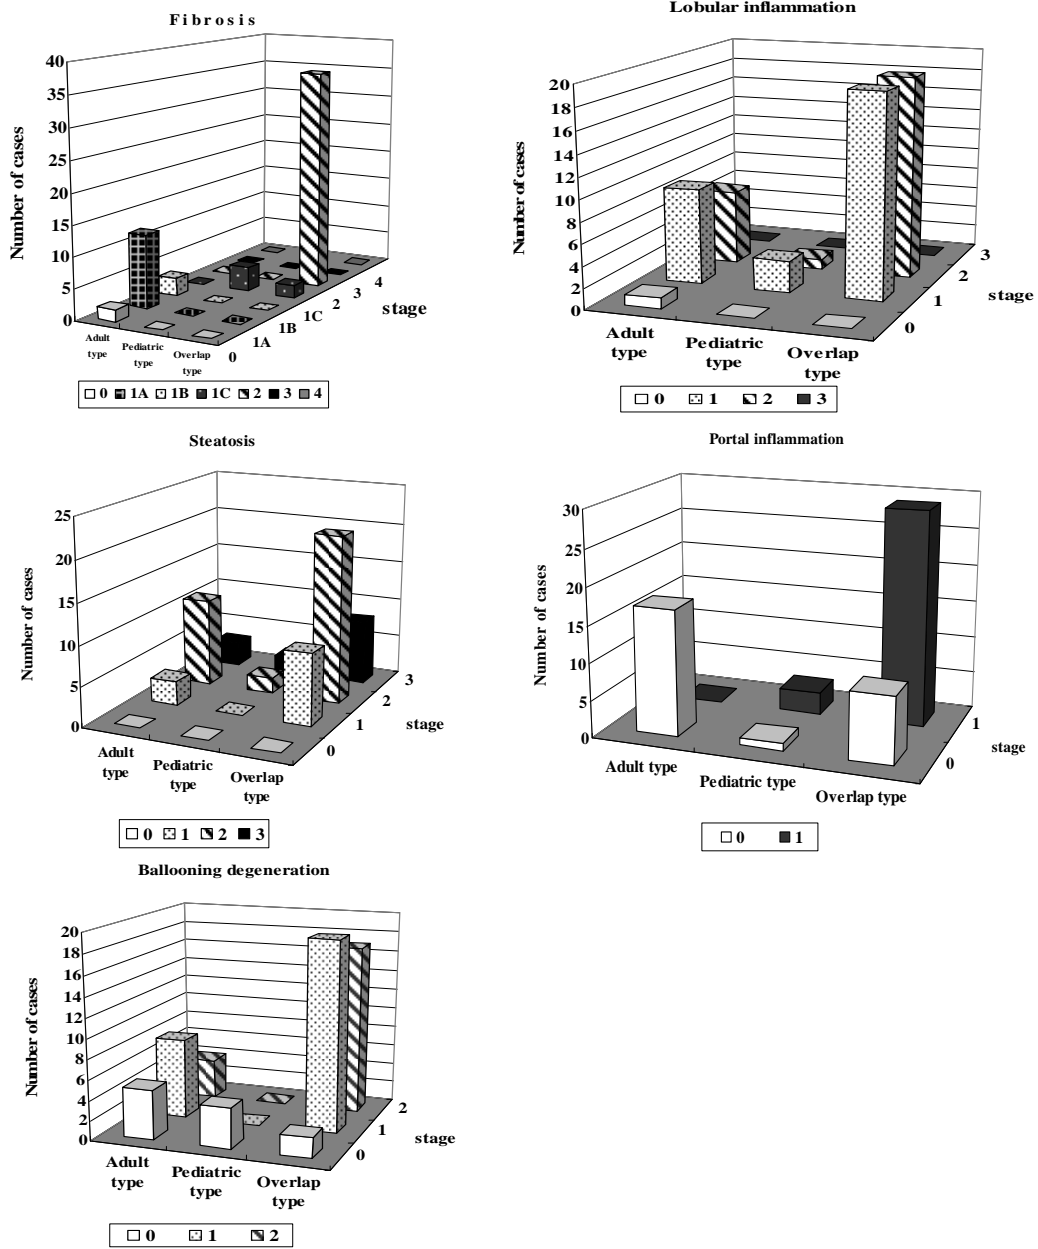 Fibrosis
Number of cases
40
35
30
25
20
15
10
5
0
Adult type
Pediatric type
Overlap type
0
1A
1B
1C
2
3
4
stage
0 1A 1B 1C 2 3 4
Lobular inflammation
Number of cases
20
18
16
14
12
10
8
6
4
2
0
Adult type
Pediatric type
Overlap type
0
1
2
3
stage
0 1 2 3
Steatosis
Number of cases
25
20
15
10
5
0
Adult type
Pediatric type
Overlap type
0
1
2
3
stage
0 1 2 3
Portal inflammation
Number of cases
30
25
20
15
10
5
0
Adult type
Pediatric type
Overlap type
0
1
stage
0 1
Ballooning degeneration
Number of cases
20
18
16
14
12
10
8
6
4
2
0
Adult type
Pediatric type
Overlap type
0
1
2
stage
0 1 2